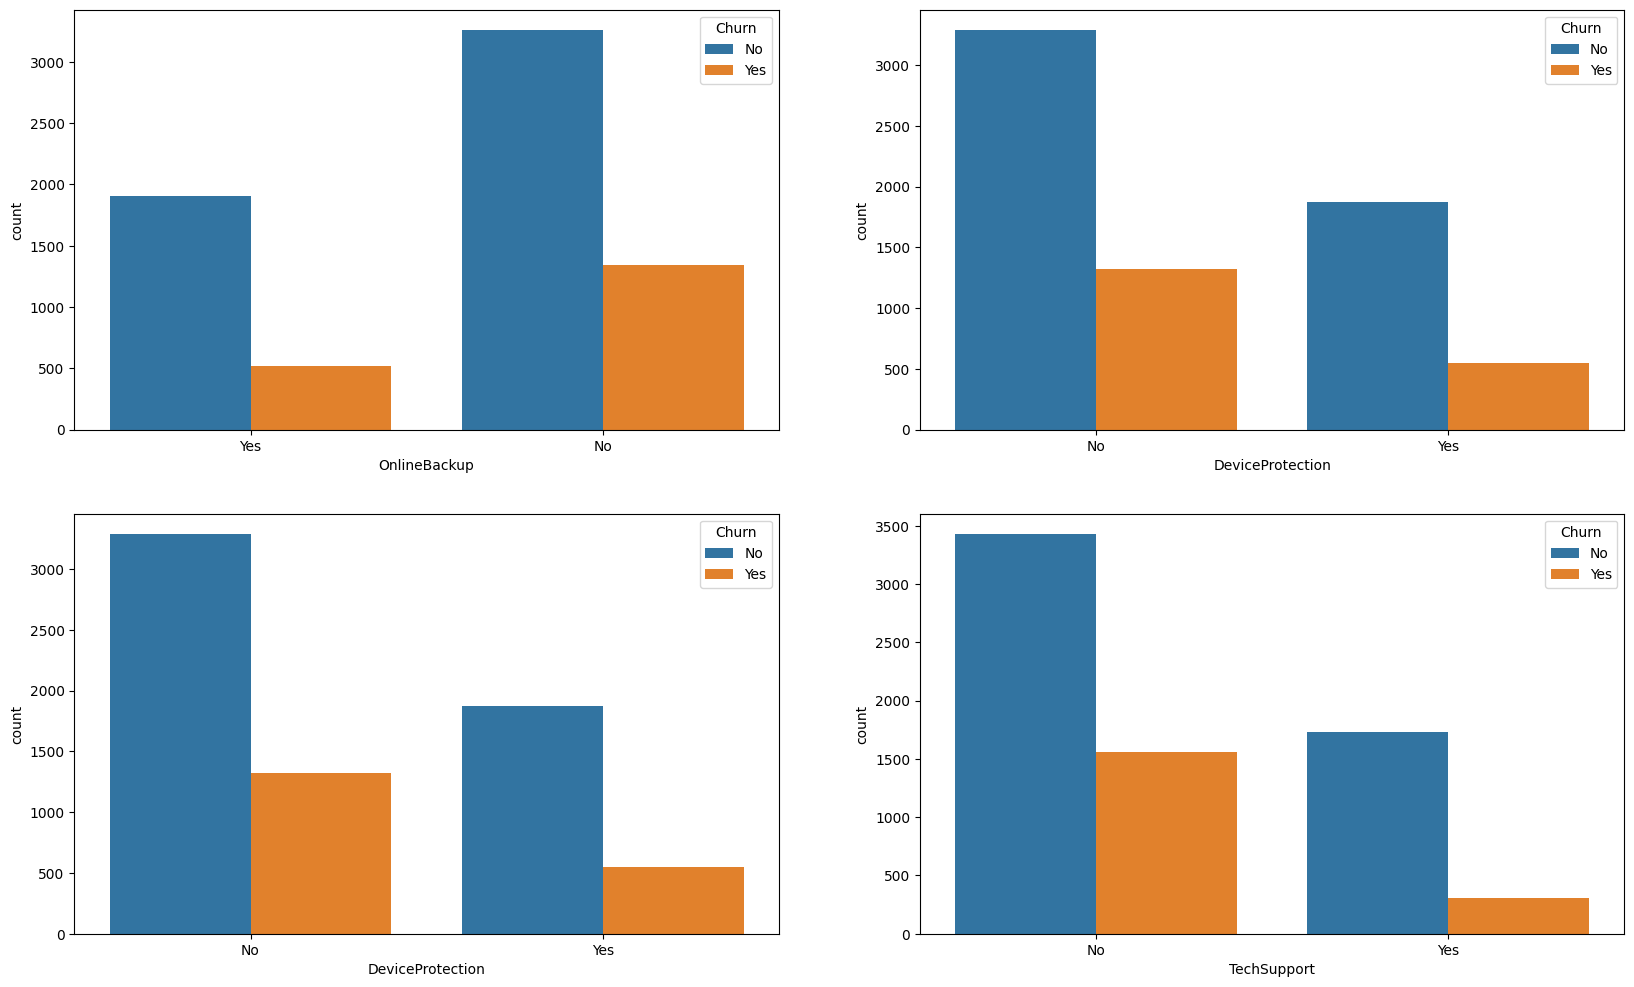 3000
2500
2000
1500
1000
500
0
count
Yes No
OnlineBackup
Churn
No
Yes
3000
2500
2000
1500
1000
500
0
count
No Yes
DeviceProtection
Churn
No
Yes
3000
2500
2000
1500
1000
500
0
count
No Yes
DeviceProtection
Churn
No
Yes
3500
3000
2500
2000
1500
1000
500
0
count
No Yes
TechSupport
Churn
No
Yes